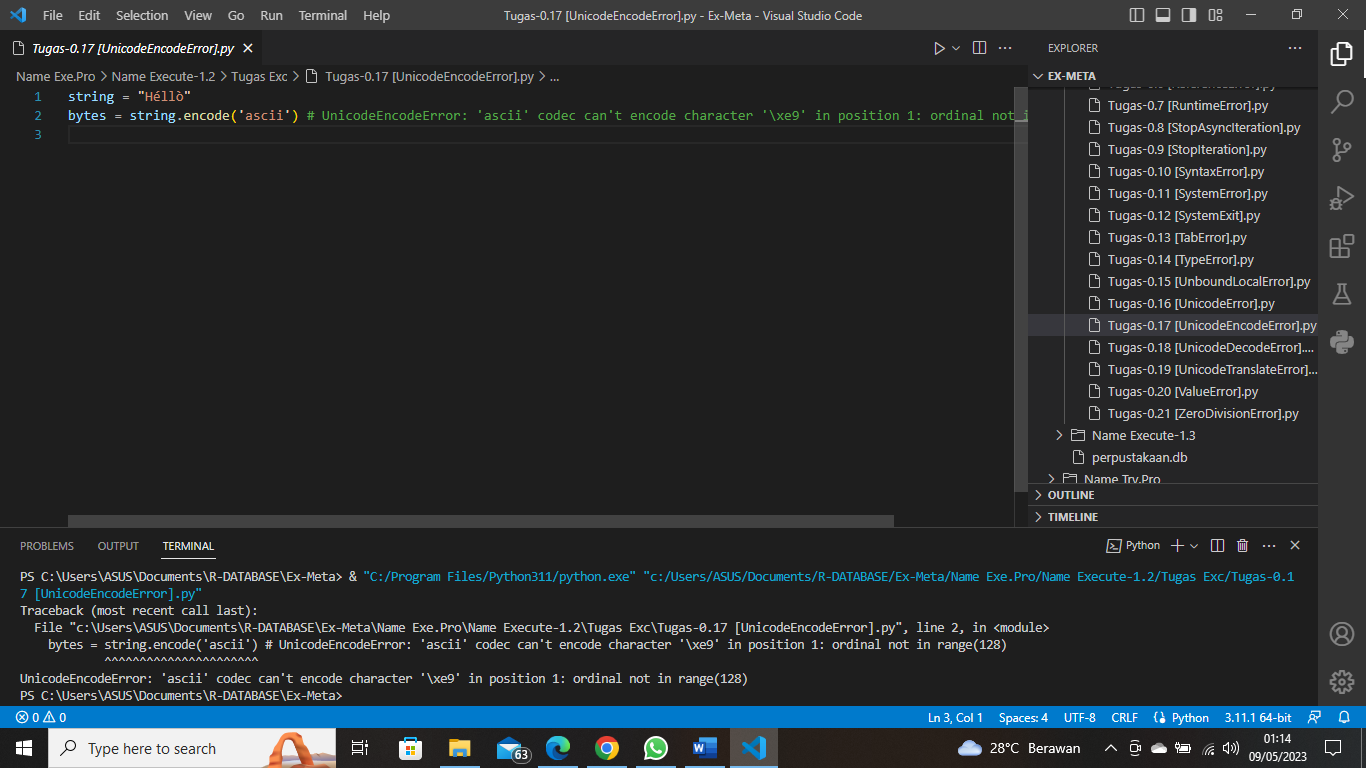 File Edit Selection View Go Run Terminal Help
Tugas-0.17 [UnicodeEncodeError].py - Ex-Meta - Visual Studio Code
Tugas-0.17 [UnicodeEncodeError].py
Name Exe.Pro > Name Execute-1.2 > Tugas Exc > Tugas-0.17 [UnicodeEncodeError].py > ...
1 string = "Héllò"
2 bytes = string.encode('ascii') # UnicodeEncodeError: 'ascii' codec can't encode character '\xe9' in position 1: ordinal not
3
EXPLORER
EX-META
Tugas-0.7 [RuntimeError].py
Tugas-0.8 [StopAsyncIteration].py
Tugas-0.9 [StopIteration].py
Tugas-0.10 [SyntaxError].py
Tugas-0.11 [SystemError].py
Tugas-0.12 [SystemExit].py
Tugas-0.13 [TabError].py
Tugas-0.14 [TypeError].py
Tugas-0.15 [UnboundLocalError].py
Tugas-0.16 [UnicodeError].py
Tugas-0.17 [UnicodeEncodeError].py
Tugas-0.18 [UnicodeDecodeError]....
Tugas-0.19 [UnicodeTranslateError]...
Tugas-0.20 [ValueError].py
Tugas-0.21 [ZeroDivisionError].py
Name Execute-1.3
perpustakaan.db
Name Try.Pro
OUTLINE
TIMELINE
PROBLEMS OUTPUT TERMINAL
Python
PS C:\Users\ASUS\Documents\R-DATABASE\Ex-Meta> & "C:/Program Files/Python311/python.exe" "c:/Users/ASUS/Documents/R-DATABASE/Ex-Meta/Name Exe.Pro/Name Execute-1.2/Tugas Exc/Tugas-0.1
7 [UnicodeEncodeError].py"
Traceback (most recent call last):
File "c:\Users\ASUS\Documents\R-DATABASE\Ex-Meta\Name Exe.Pro\Name Execute-1.2\Tugas Exc\Tugas-0.17 [UnicodeEncodeError].py", line 2, in <module>
bytes = string.encode('ascii') # UnicodeEncodeError: 'ascii' codec can't encode character '\xe9' in position 1: ordinal not in range(128)
^^^^^^^^^^^^^^^^^^^^^^
UnicodeEncodeError: 'ascii' codec can't encode character '\xe9' in position 1: ordinal not in range(128)
PS C:\Users\ASUS\Documents\R-DATABASE\Ex-Meta>
0 0 Ln 3, Col 1 Spaces: 4 UTF-8 CRLF Python 3.11.1 64-bit
Type here to search
63
28°C Berawan
01:14
09/05/2023